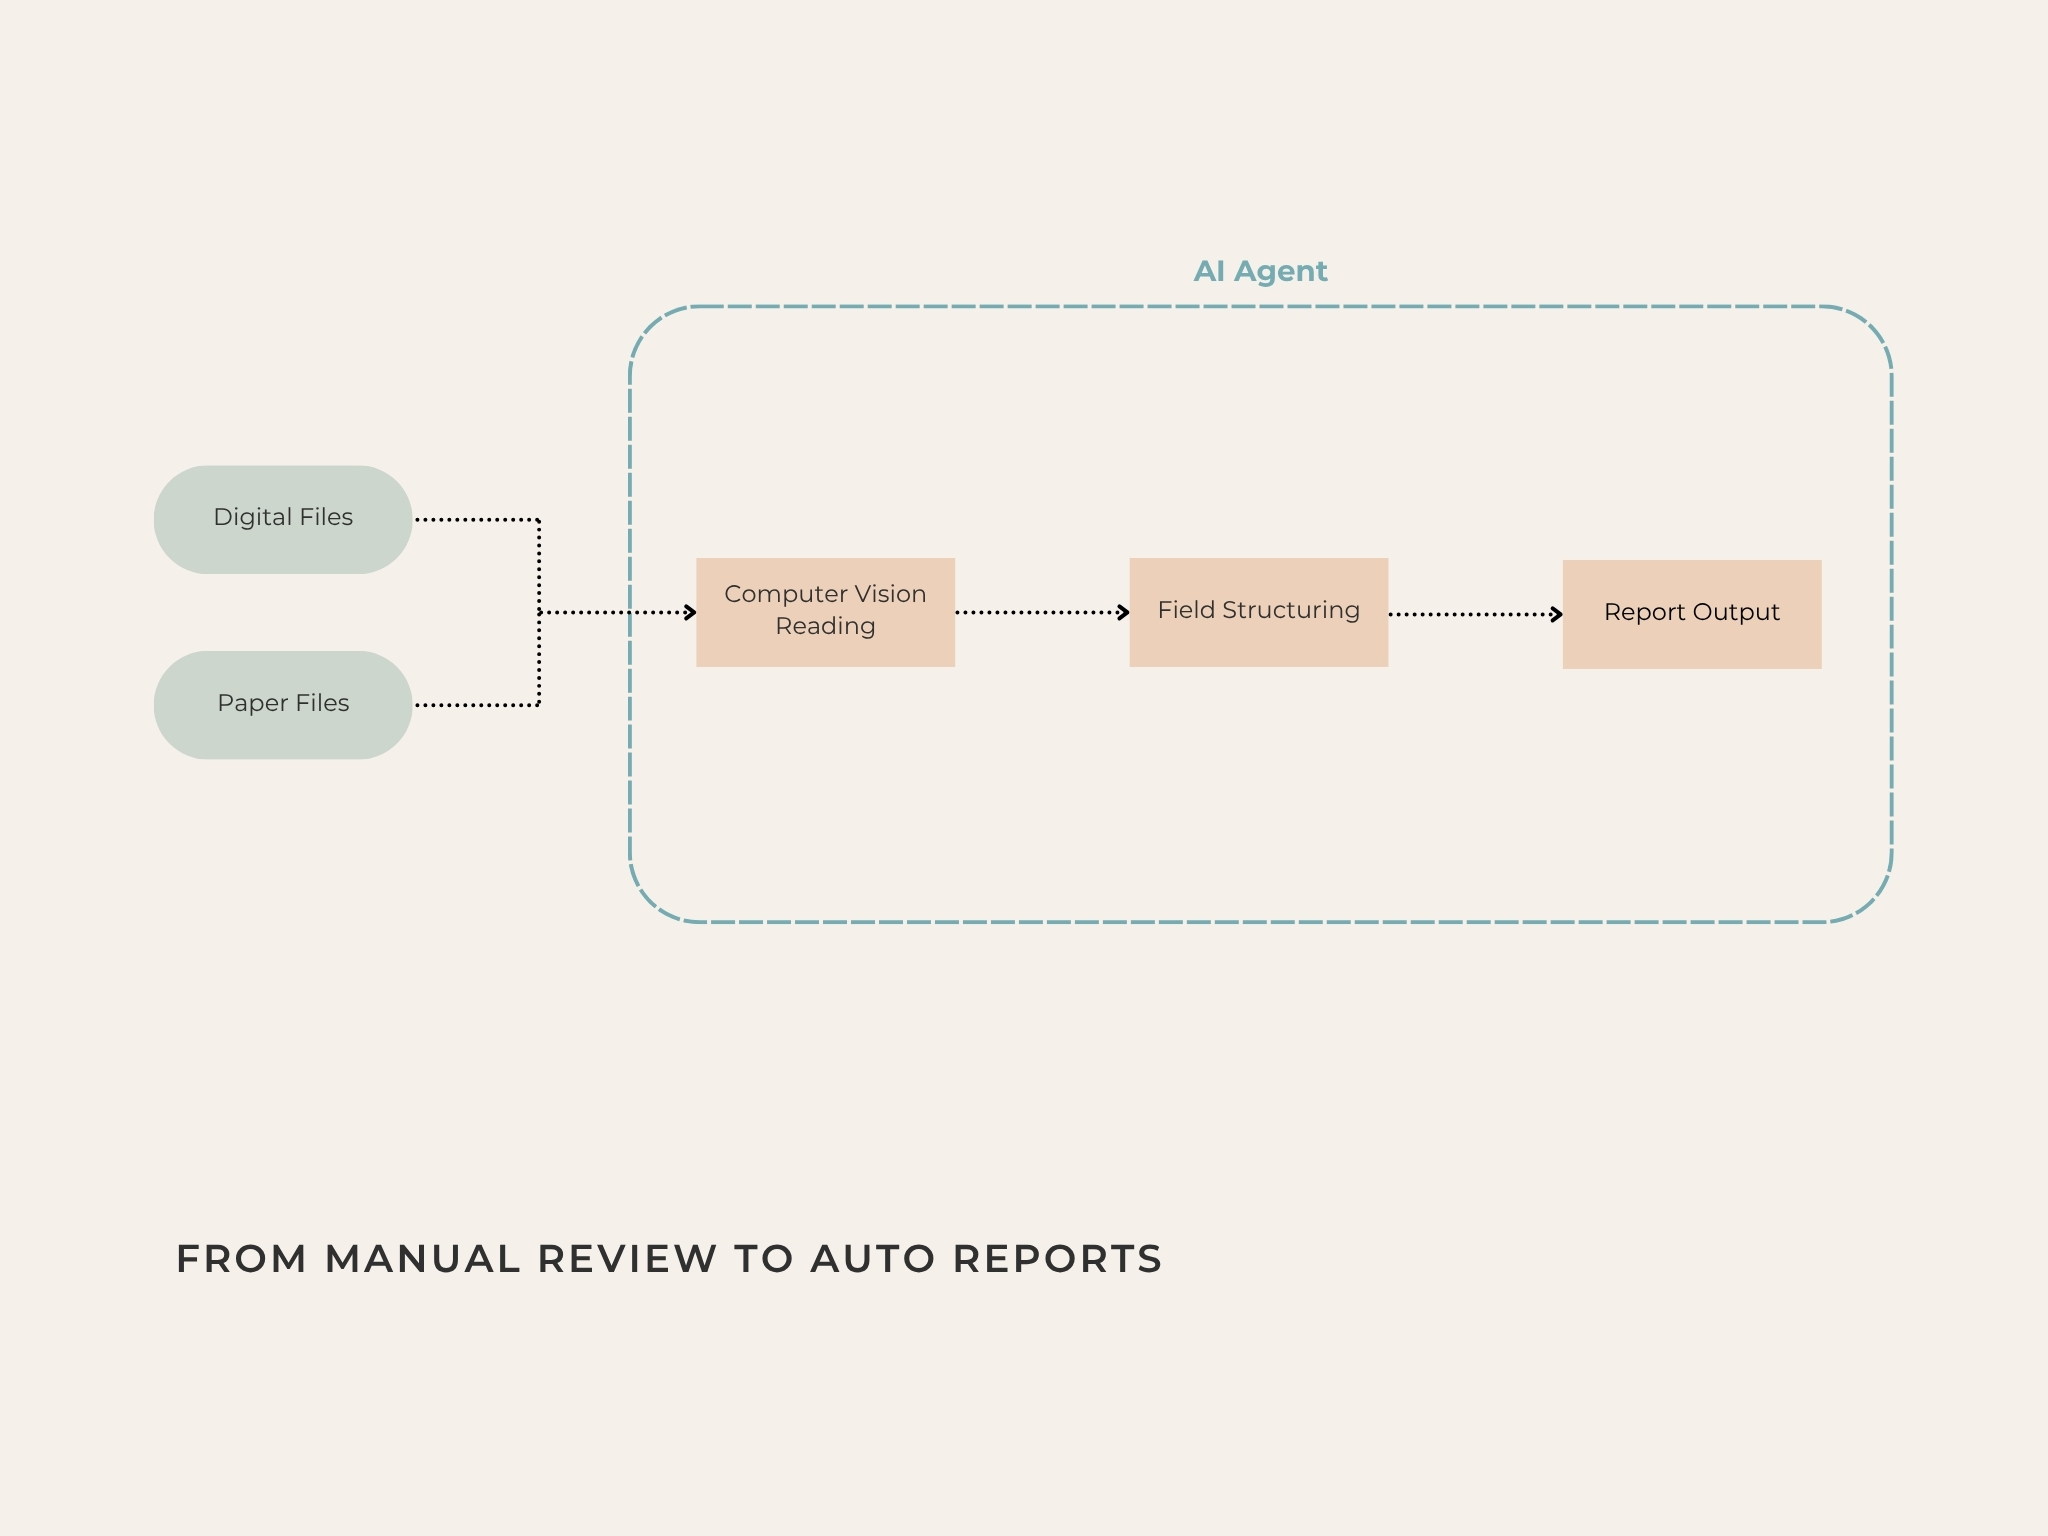 AI Agent
Digital Files
Paper Files
Computer Vision
Reading
Field Structuring
Report Output
FROM MANUAL REVIEW TO AUTO REPORTS